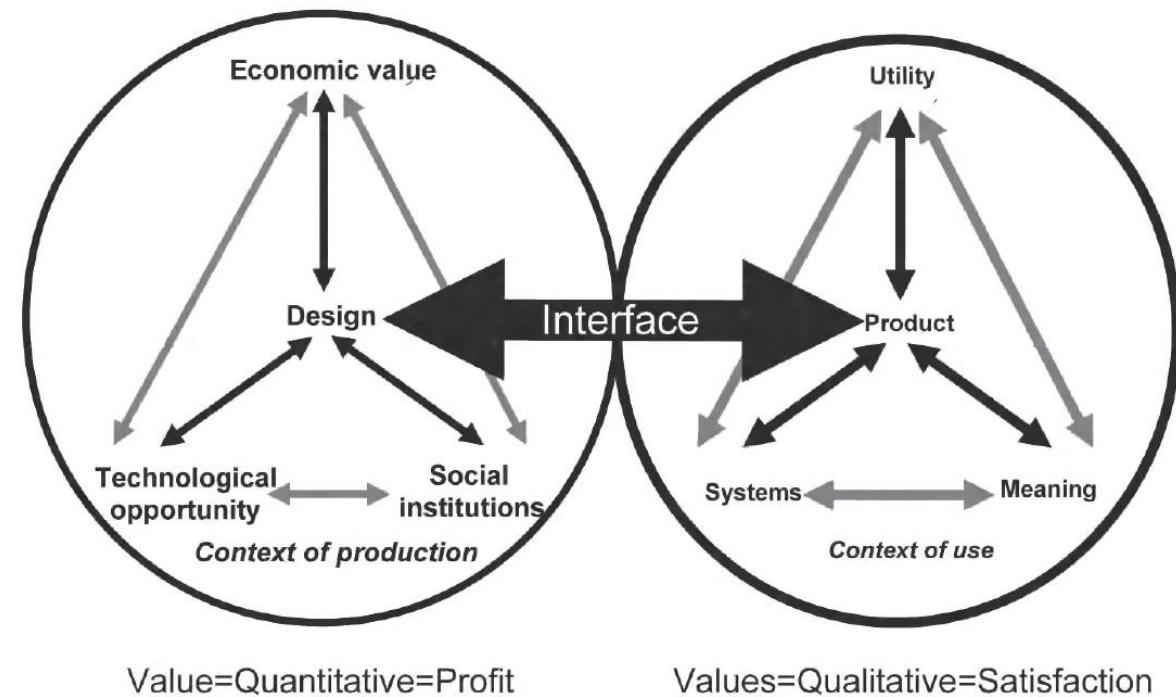 Economic value
Utility
Design
Interface
Product
Technological
opportunity
Social
institutions
Systems
Meaning
Context of production
Context of use
Value=Quantitative=Profit
Values=Qualitative=Satisfaction